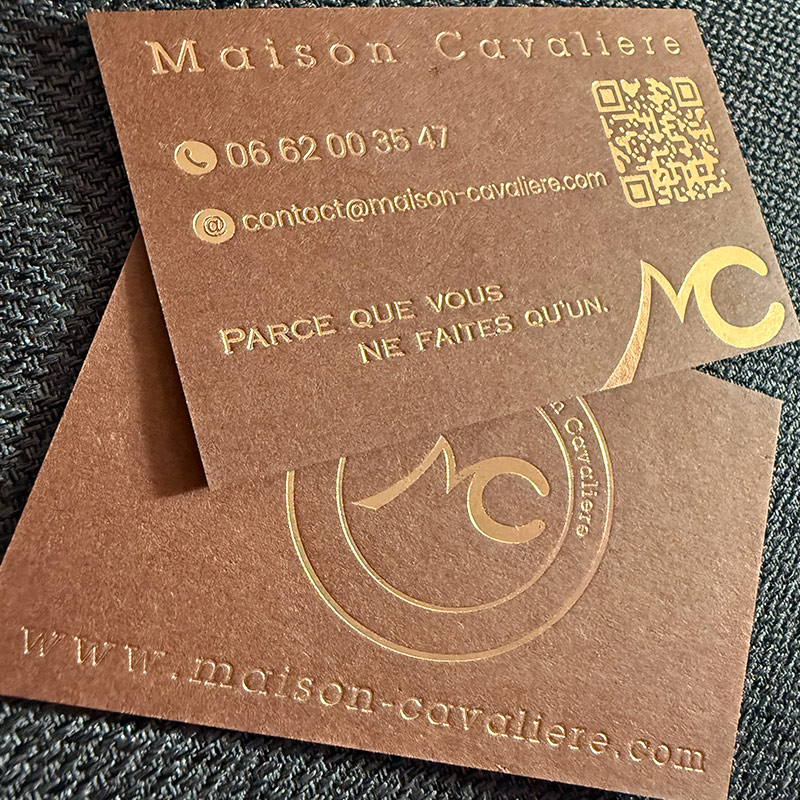 Maison Cavaliere
06 62 00 35 47
contact@maison-cavaliere.com
PARCE QUE VOUS
NE FAITES QU'UN.
MC
MC
Cavaliere
www.maison-cavaliere.com